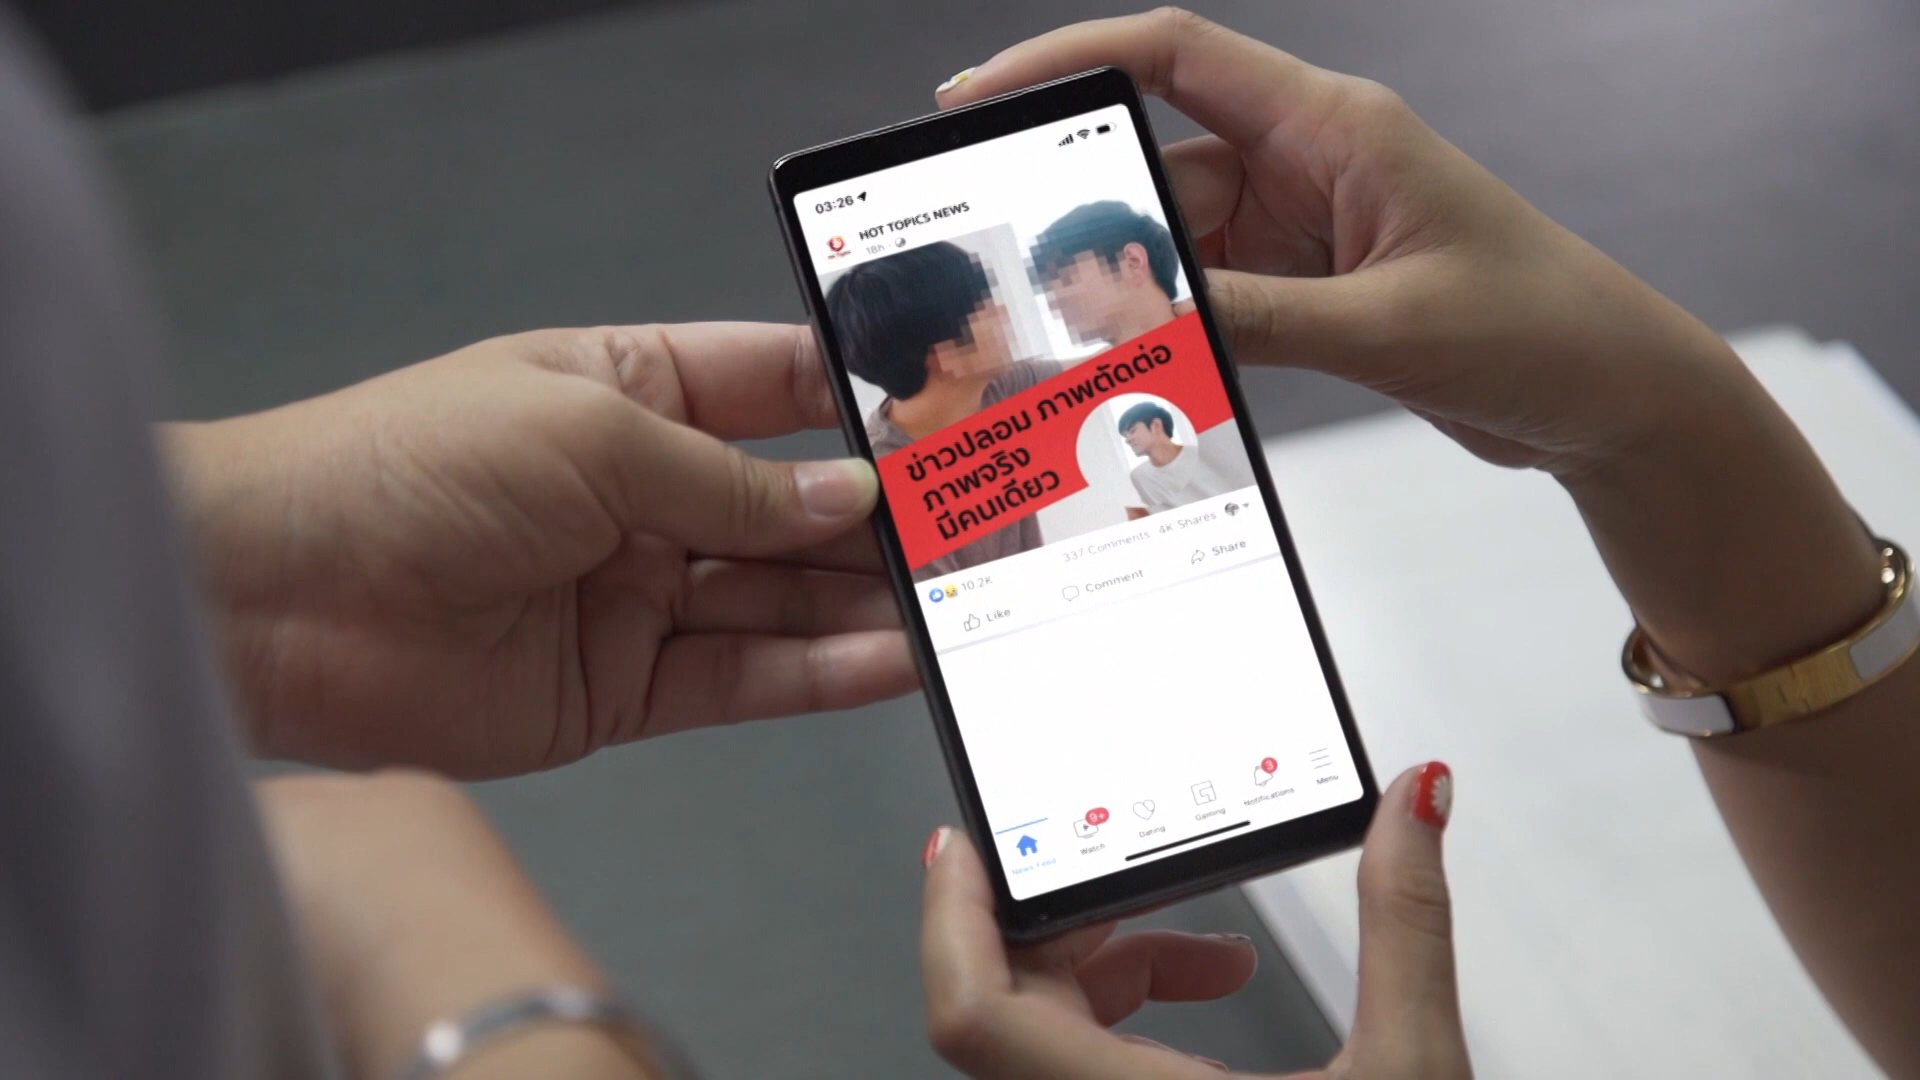 03:26
HOT TOPICS NEWS
18h
ข่าวปลอม ภาพตัดต่อ
ภาพจริง
มีคนเดียว
10.2K
337 Comments 4K Shares
Like
Comment
Share
News Feed
Watch
9+
Dating
Gaming
Notifications
3
Menu